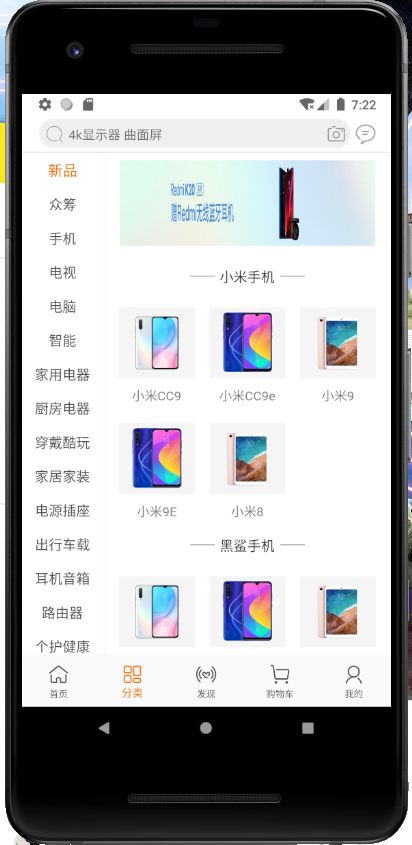 7:22
4k显示器 曲面屏
新品
众筹
手机
电视
电脑
智能
家用电器
厨房电器
穿戴酷玩
家居家装
电源插座
出行车载
耳机音箱
路由器
个护健康
Redmi K20
赠Redmi无线蓝牙耳机
小米手机
小米CC9
小米CC9e
小米9
小米9E
小米8
黑鲨手机
首页
分类
发现
购物车
我的